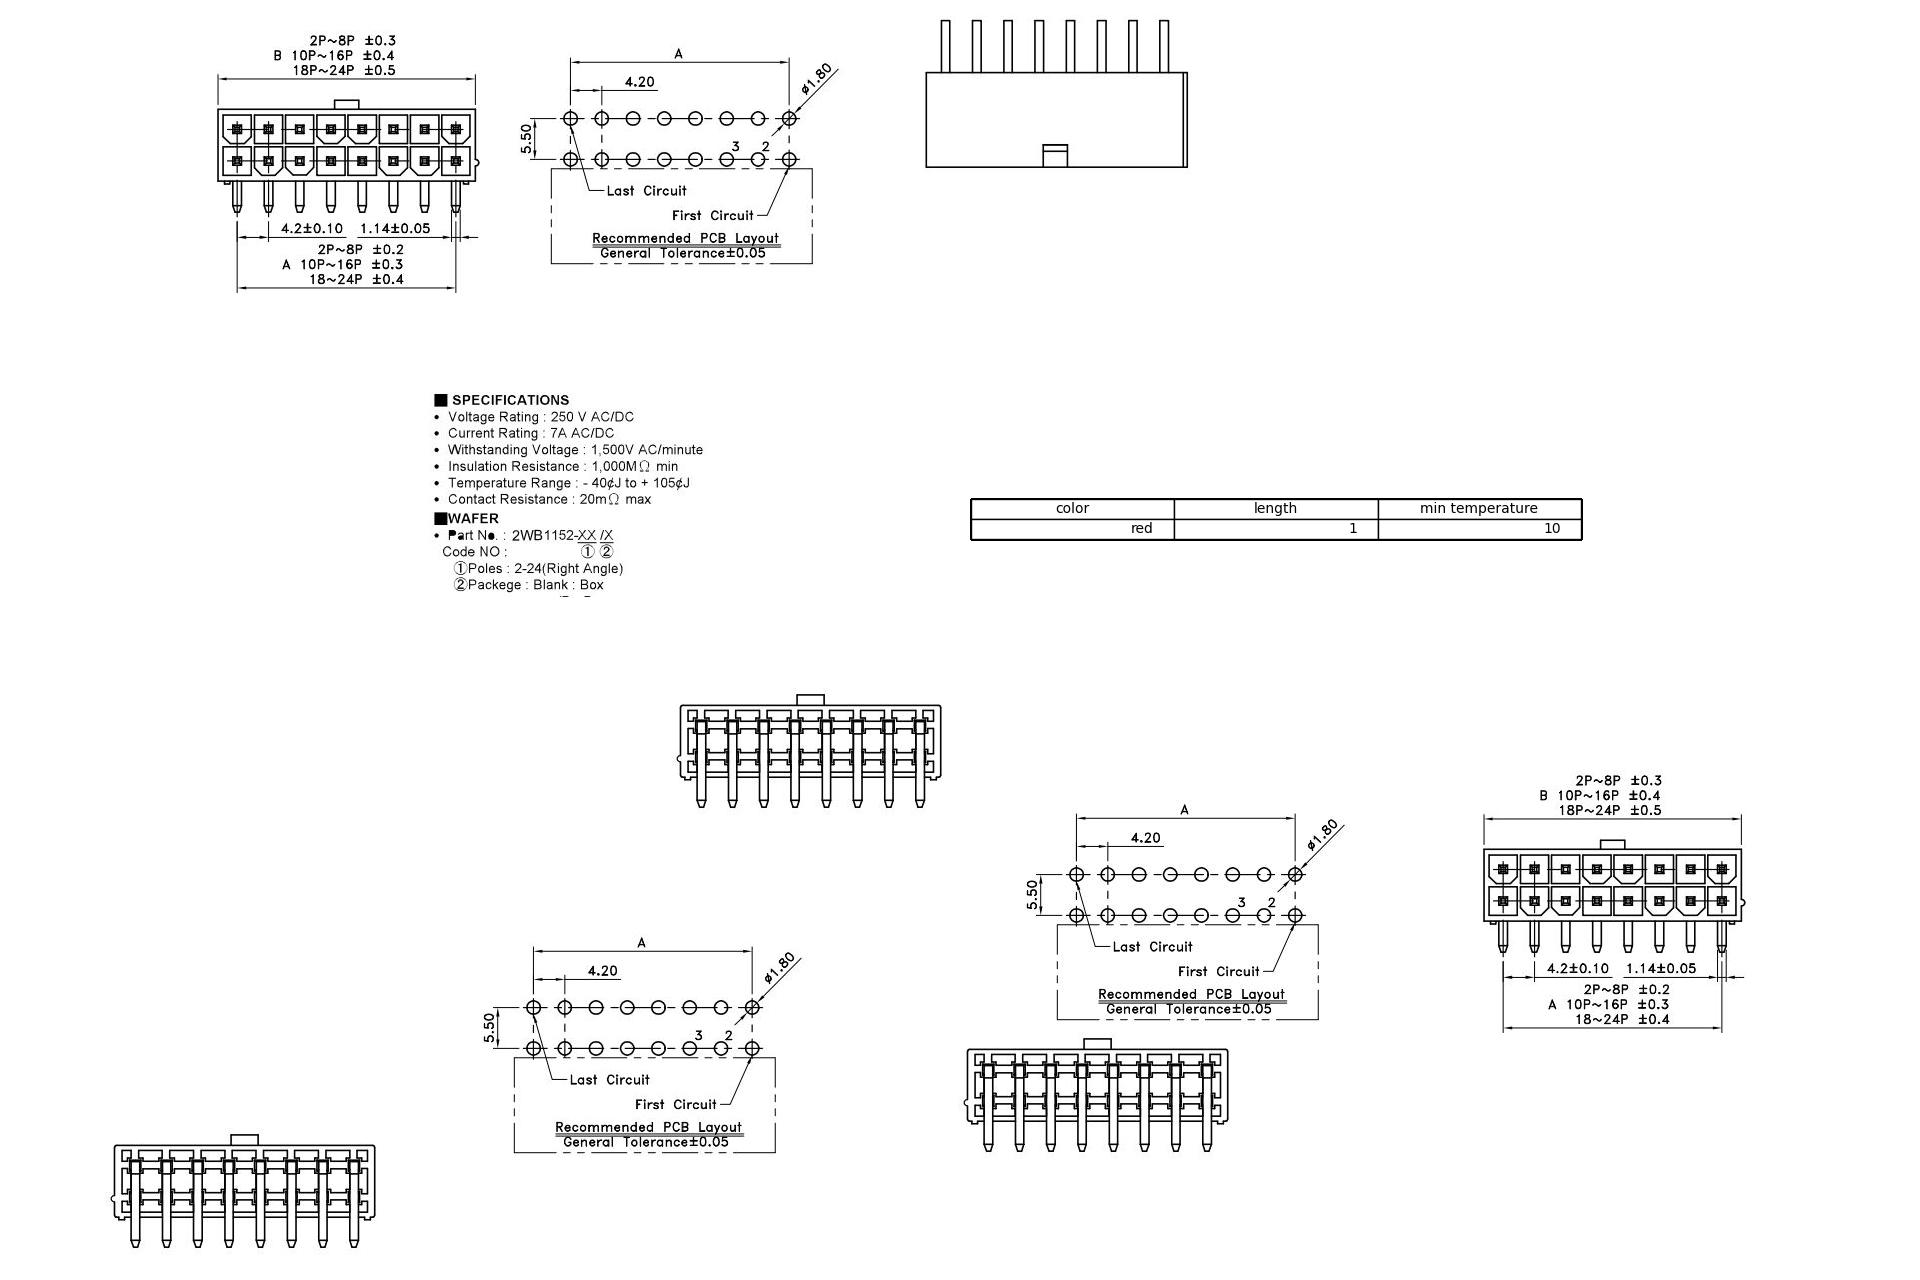 2P~8P ±0.3
B 10P~16P ±0.4
18P~24P ±0.5
4.2±0.10 1.14±0.05
2P~8P ±0.2
A 10P~16P ±0.3
18~24P ±0.4
A
4.20
ø1.80
5.50
3 2
Last Circuit
First Circuit
Recommended PCB Layout
General Tolerance±0.05
■ SPECIFICATIONS
• Voltage Rating : 250 V AC/DC
• Current Rating : 7A AC/DC
• Withstanding Voltage : 1,500V AC/minute
• Insulation Resistance : 1,000MΩ min
• Temperature Range : - 40¢J to + 105¢J
• Contact Resistance : 20mΩ max
■WAFER
• Part No. : 2WB1152-XX /X
Code NO : ① ②
①Poles : 2-24(Right Angle)
②Packege : Blank : Box
color length min temperature
red 1 10
A
4.20
ø1.80
5.50
3 2
Last Circuit
First Circuit
Recommended PCB Layout
General Tolerance±0.05
2P~8P ±0.3
B 10P~16P ±0.4
18P~24P ±0.5
4.2±0.10 1.14±0.05
2P~8P ±0.2
A 10P~16P ±0.3
18~24P ±0.4
A
4.20
ø1.80
5.50
3 2
Last Circuit
First Circuit
Recommended PCB Layout
General Tolerance±0.05